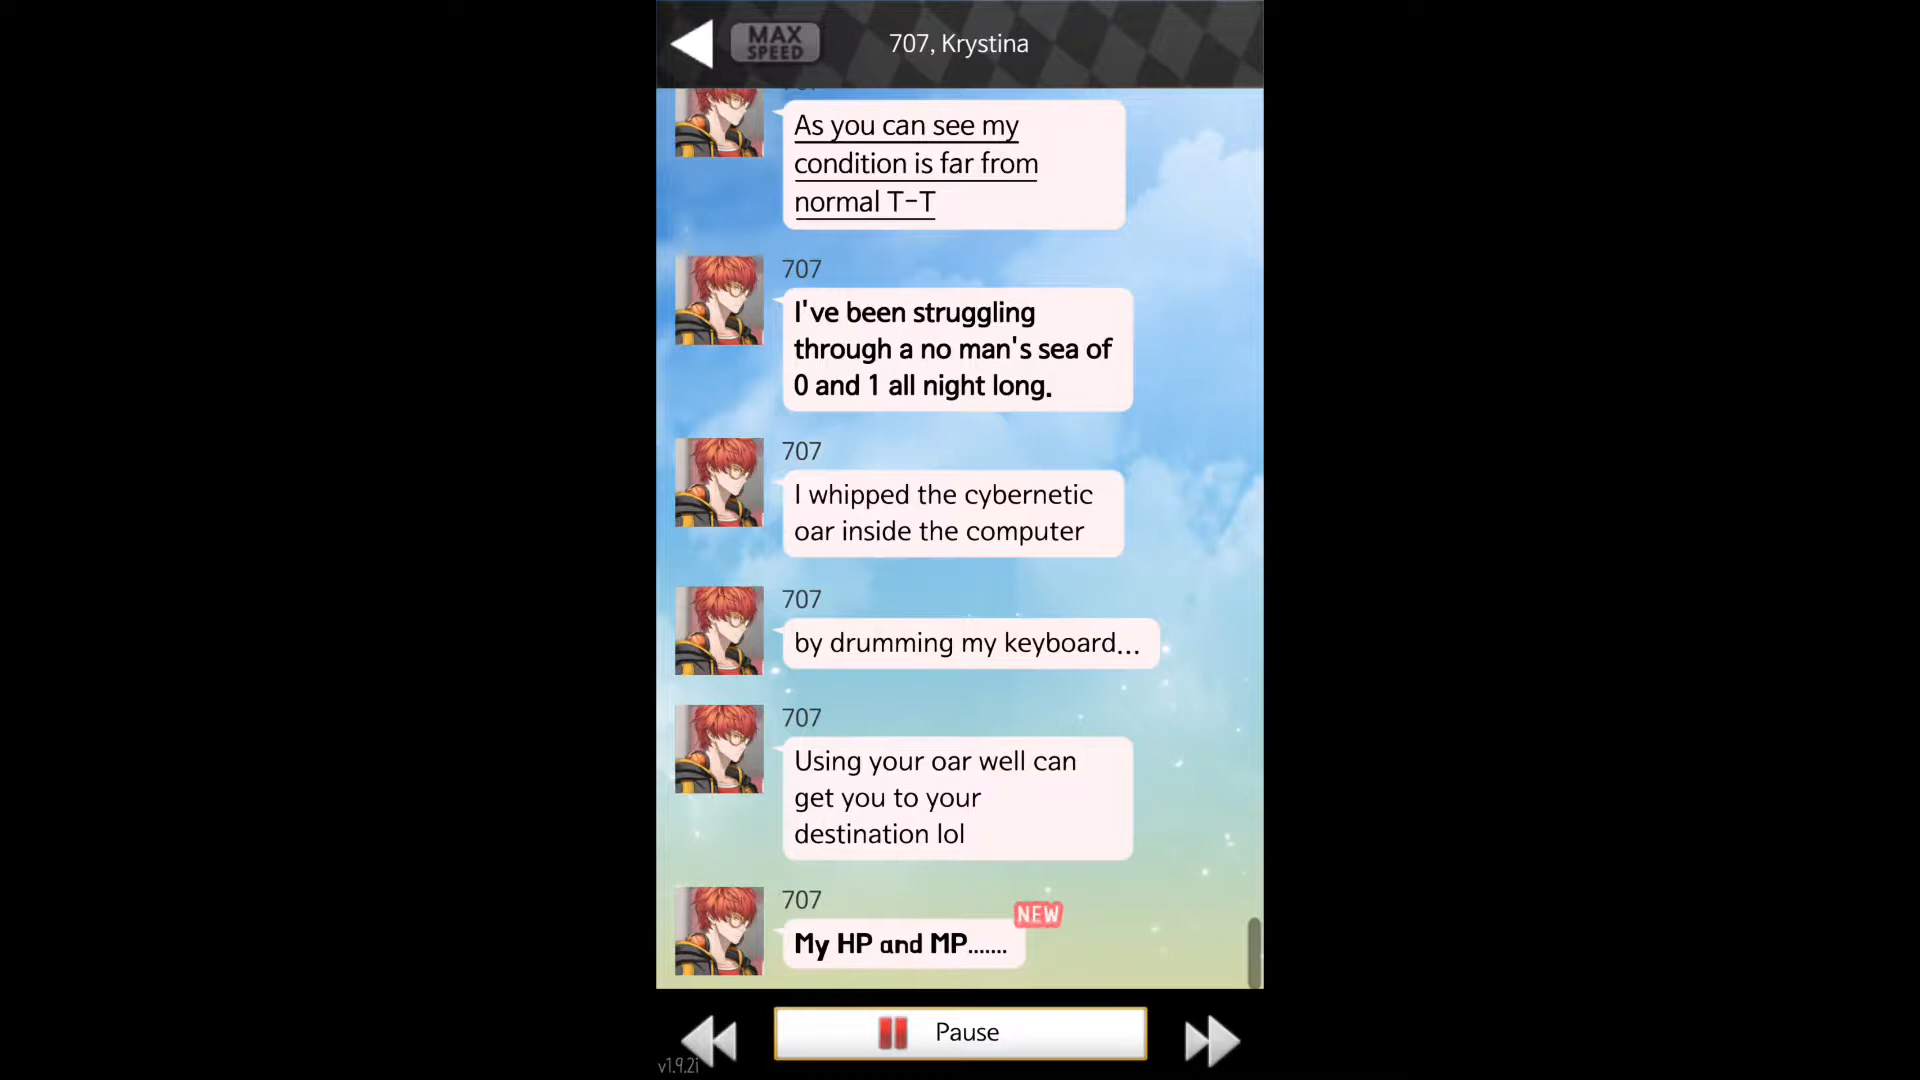 MAX
SPEED
707, Krystina
As you can see my
condition is far from
normal T-T
707
I've been struggling
through a no man's sea of
0 and 1 all night long.
707
I whipped the cybernetic
oar inside the computer
707
by drumming my keyboard...
707
Using your oar well can
get you to your
destination lol
707
NEW
My HP and MP.......
Pause
v1.9.2i